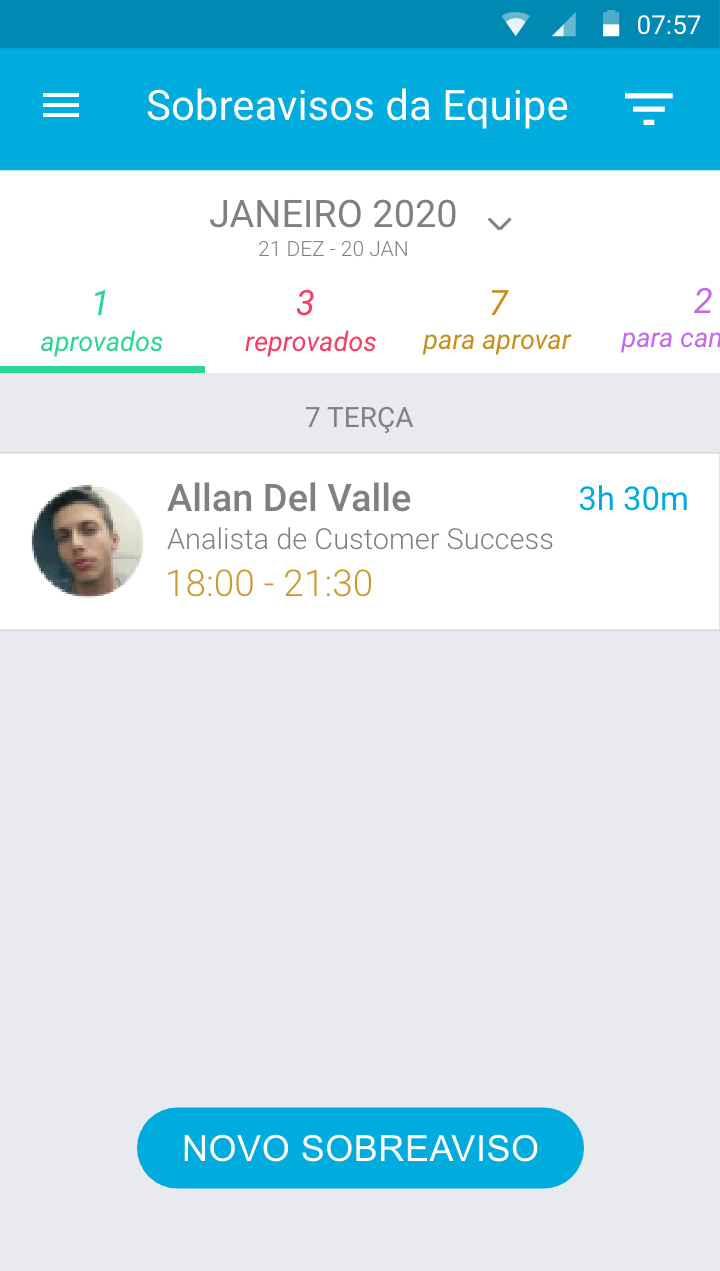 07:57
Sobreavisos da Equipe
JANEIRO 2020
21 DEZ - 20 JAN
1
aprovados
3
reprovados
7
para aprovar
2
para can
7 TERÇA
Allan Del Valle
3h 30m
Analista de Customer Success
18:00 - 21:30
NOVO SOBREAVISO